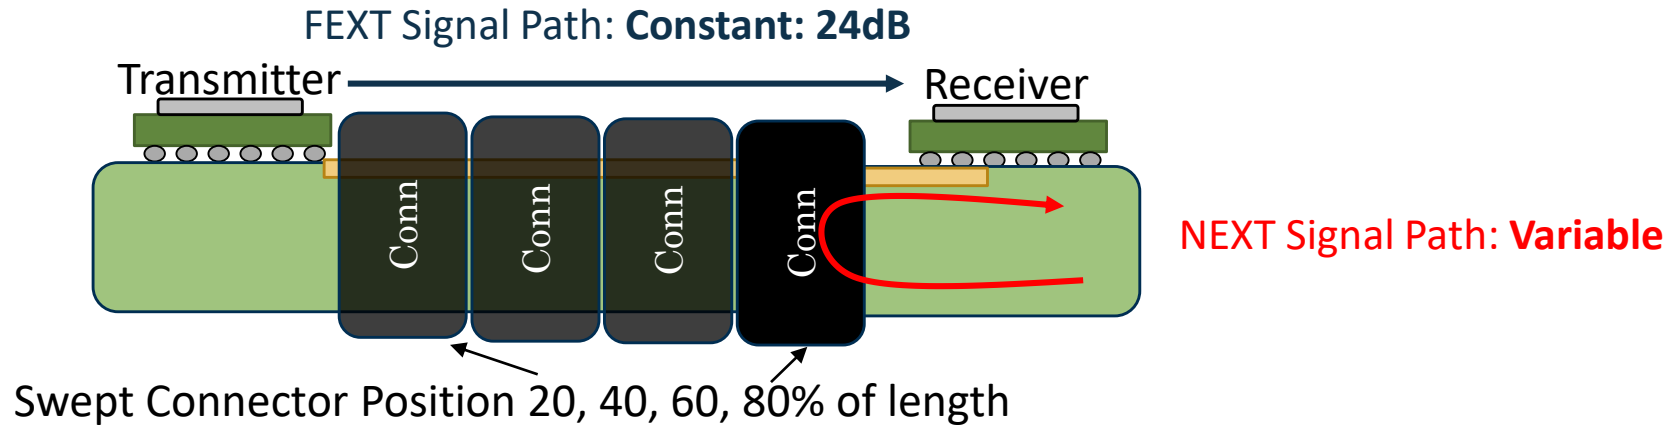 FEXT Signal Path: Constant: 24dB
Transmitter
Receiver
Conn
Conn
Conn
Conn
NEXT Signal Path: Variable
Swept Connector Position 20, 40, 60, 80% of length